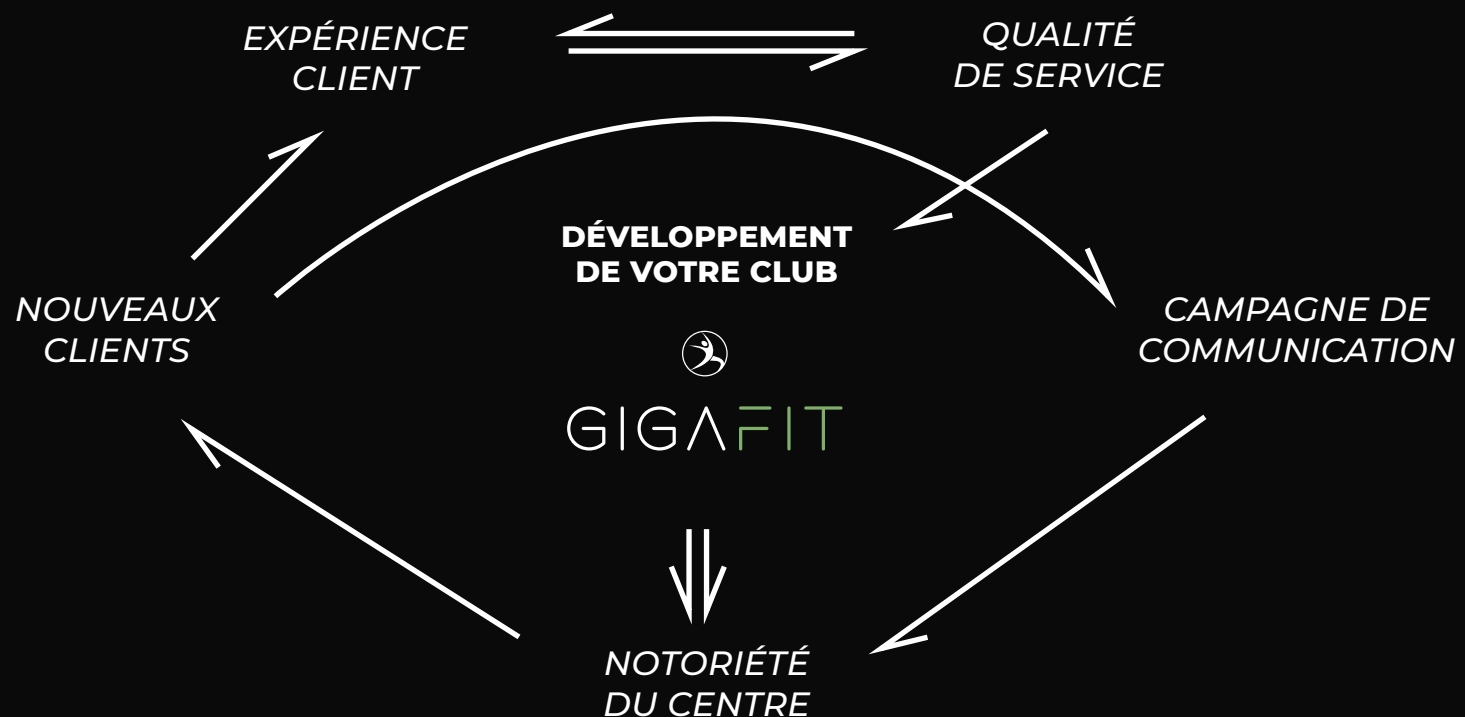 EXPÉRIENCE
CLIENT
QUALITÉ
DE SERVICE
DÉVELOPPEMENT
DE VOTRE CLUB
NOUVEAUX
CLIENTS
CAMPAGNE DE
COMMUNICATION
GIGAFIT
NOTORIÉTÉ
DU CENTRE